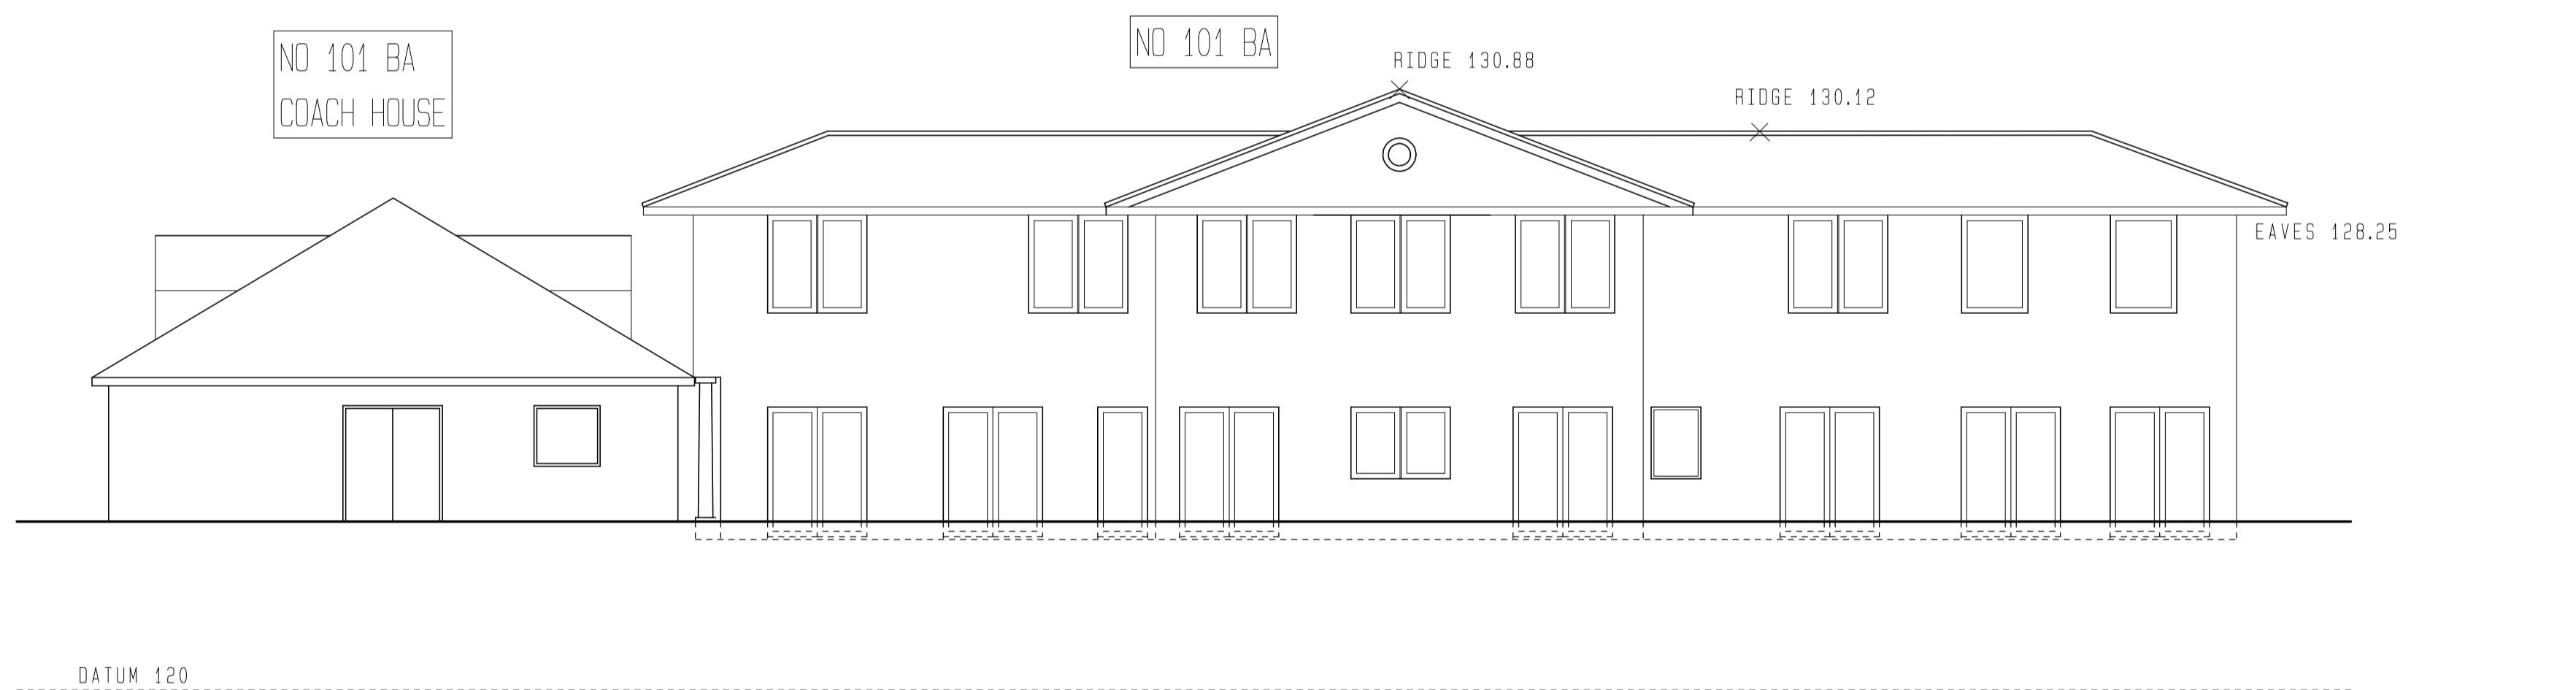 NO 101 BA
COACH HOUSE
NO 101 BA
RIDGE 130.88
RIDGE 130.12
EAVES 128.25
DATUM 120